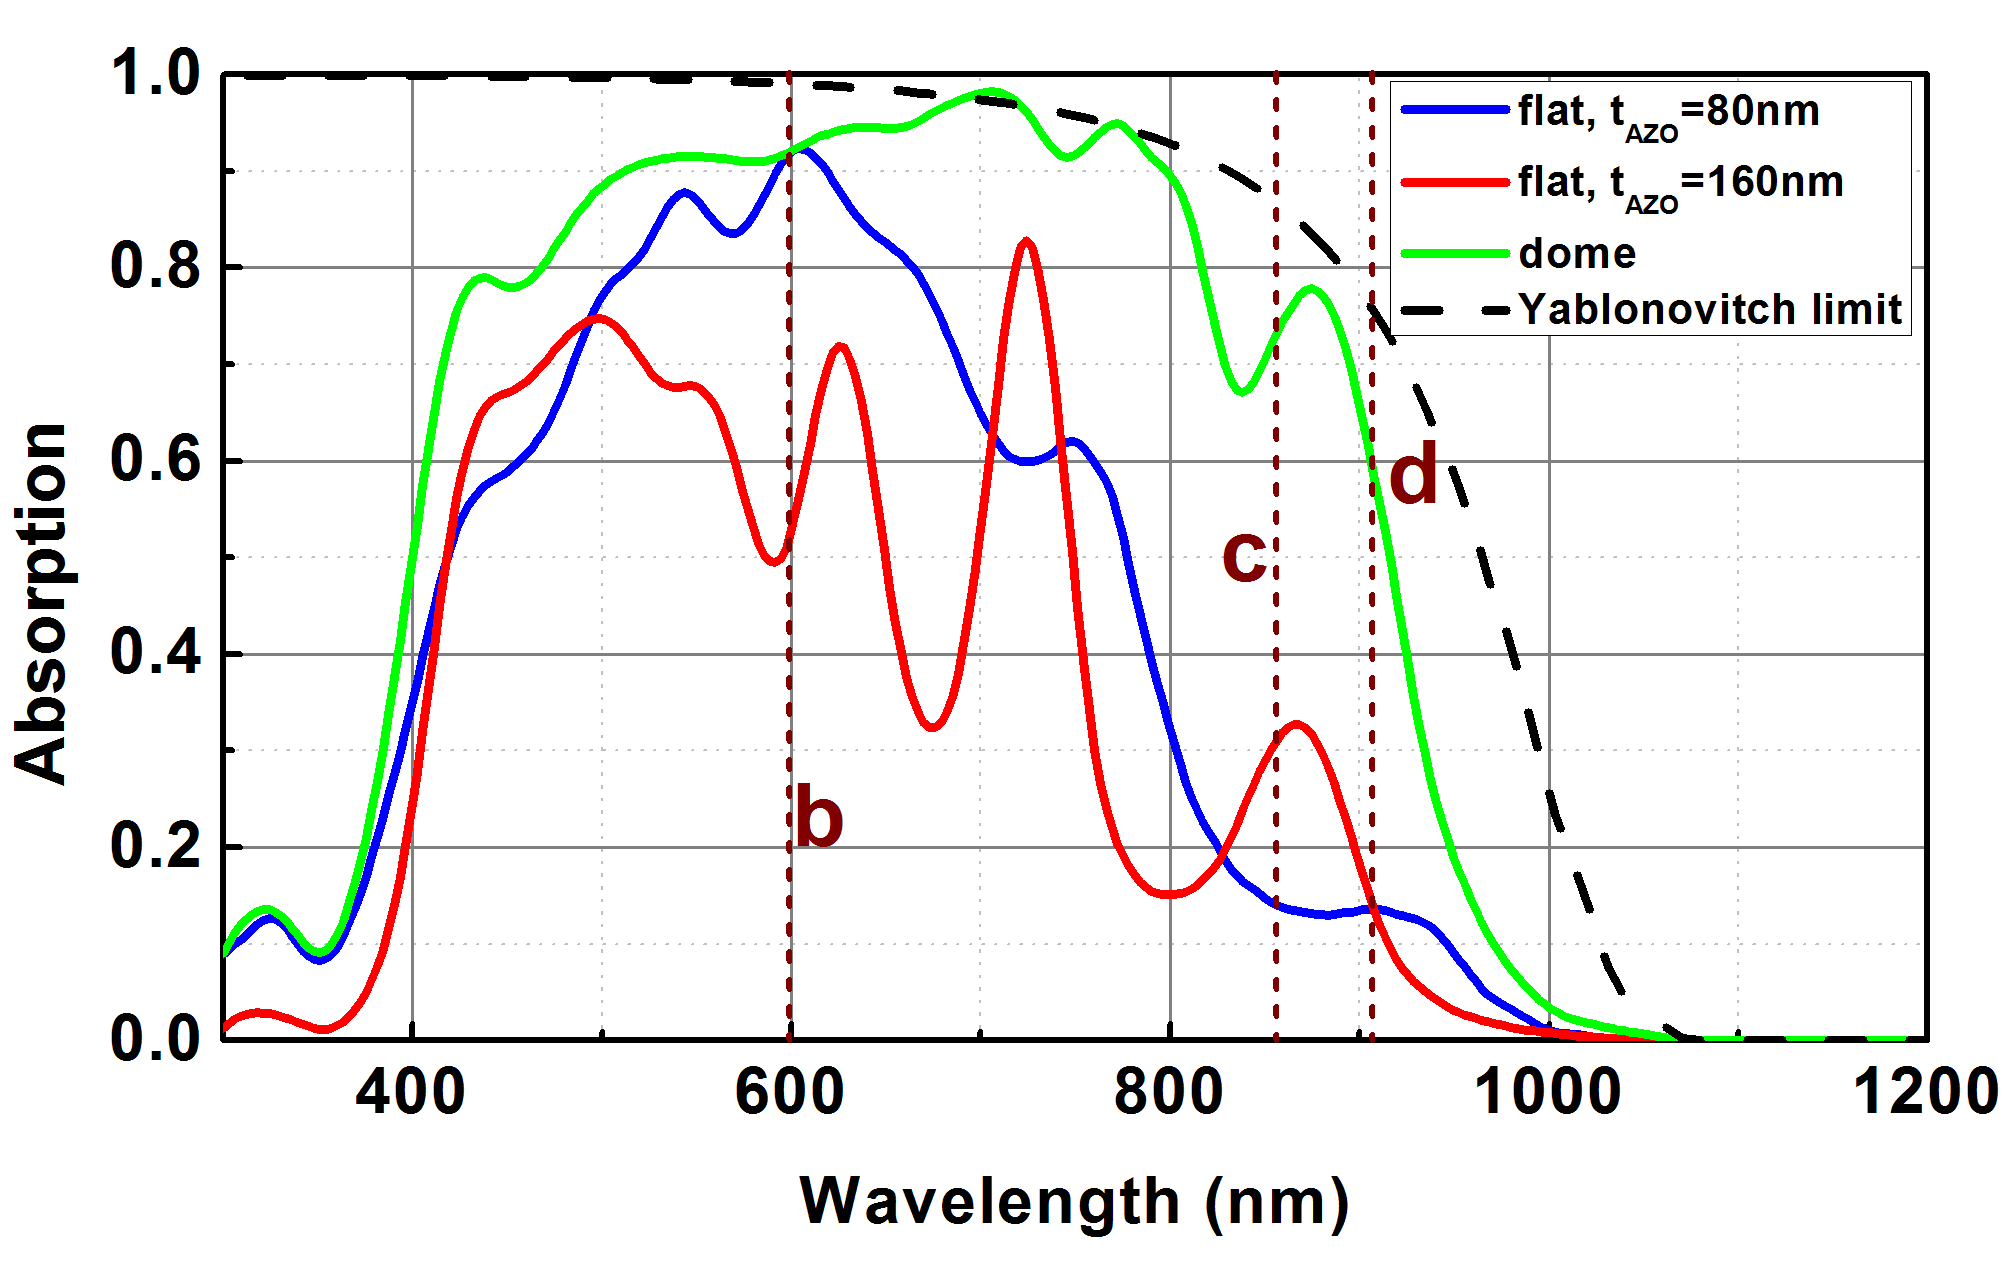 1.0
0.8
0.6
0.4
0.2
0.0
Absorption
400 600 800 1000 1200
Wavelength (nm)
flat, tAZO=80nm
flat, tAZO=160nm
dome
Yablonovitch limit
b
c
d